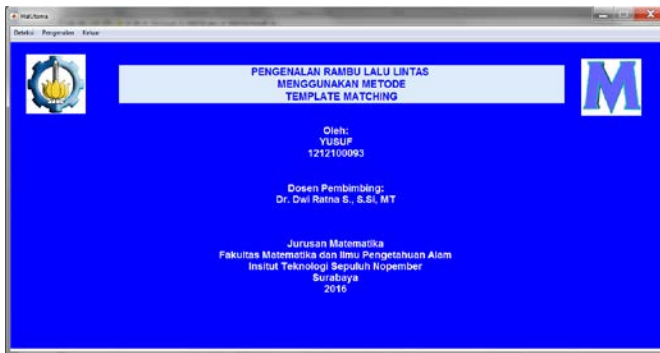 HalUtama
Deteksi Pengenalan Keluar
PENGENALAN RAMBU LALU LINTAS
MENGGUNAKAN METODE
TEMPLATE MATCHING
M
Oleh:
YUSUF
1212100093
Dosen Pembimbing:
Dr. Dwi Ratna S., S.Si, MT
Jurusan Matematika
Fakultas Matematika dan Ilmu Pengetahuan Alam
Insitut Teknologi Sepuluh Nopember
Surabaya
2016